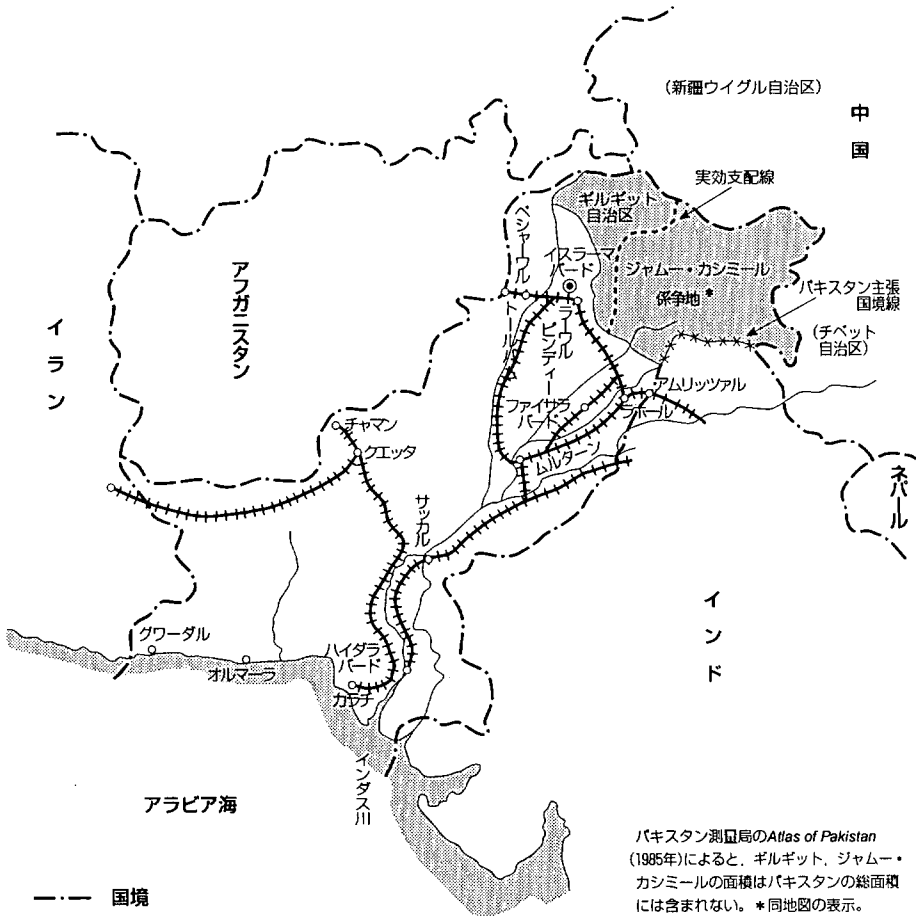 (新疆ウイグル自治区)
中国
実効支配線
ギルギット
自治区
ペシャーワル
イスラーマ
バード
ジャムー・カシミール
係争地*
パキスタン主張
国境線
(チベット
自治区)
アフガニスタン
イラン
トール
ラーワル
ピンディー
アムリッツァル
ファイサラ
バード
ラホール
チャマン
クエッタ
ムルターン
ネパール
サッカル
インド
グワーダル
オルマーラ
ハイダラ
バード
カラチ
インダス川
アラビア海
パキスタン測量局のAtlas of Pakistan
(1985年)によると、ギルギット、ジャムー・
カシミールの面積はパキスタンの総面積
には含まれない。*同地図の表示。
国境